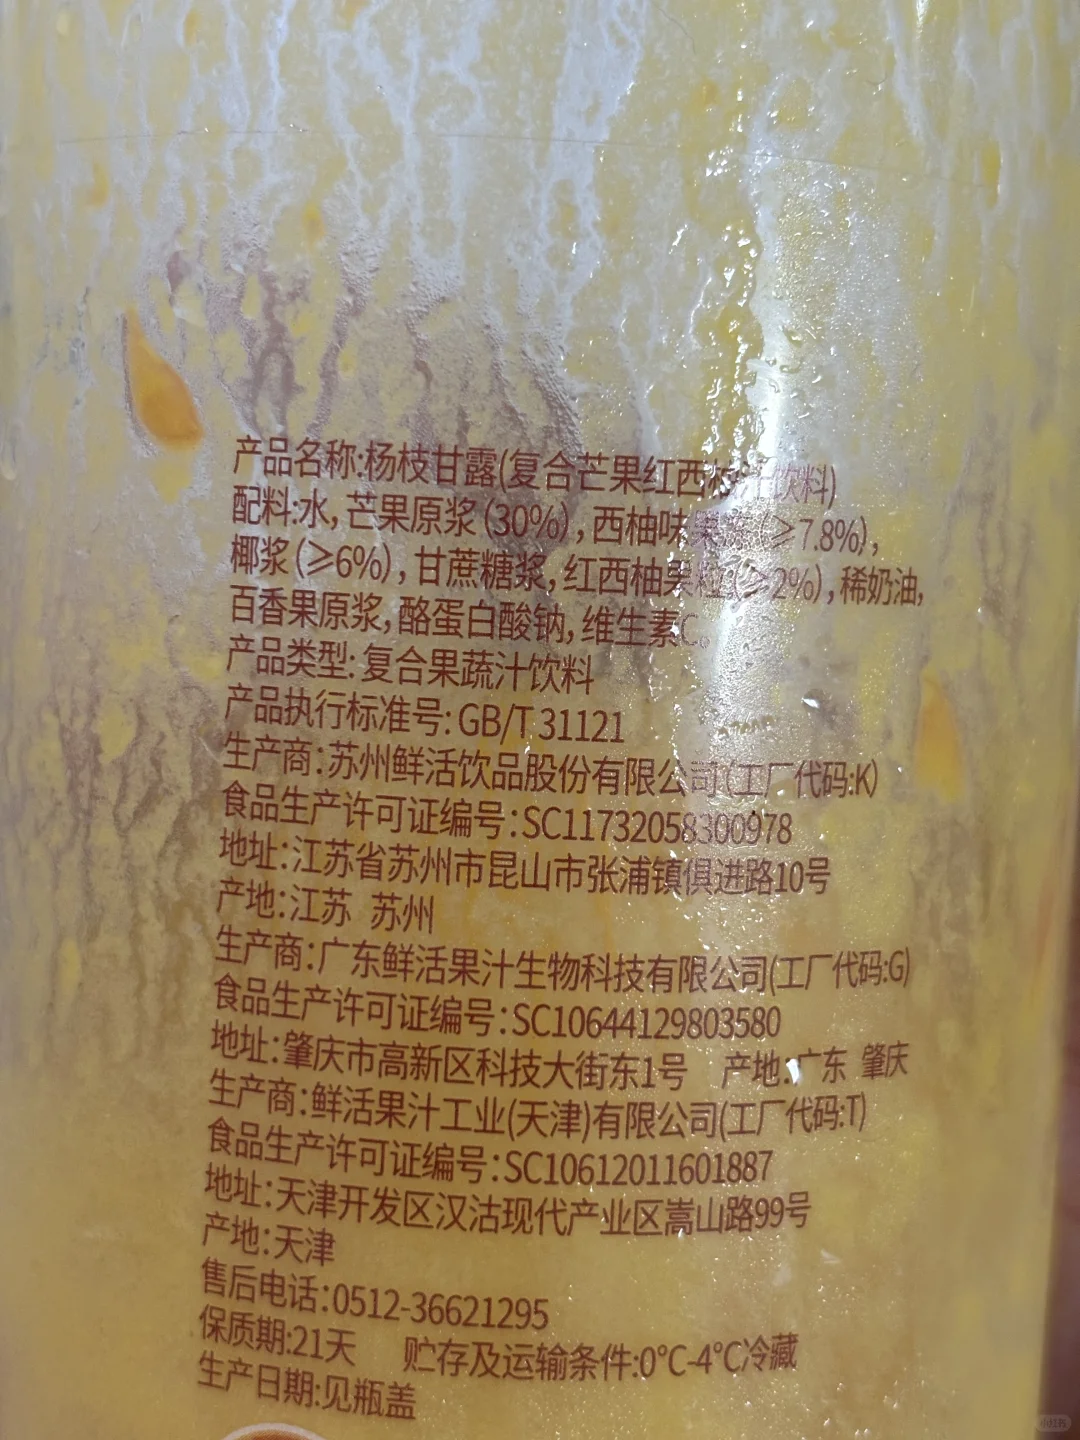 产品名称:杨枝甘露(复合芒果红西柚汁饮料)
配料:水, 芒果原浆(30%), 西柚味果浆(≥7.8%),
椰浆(≥6%), 甘蔗糖浆, 红西柚果粒(≥2%), 稀奶油,
百香果原浆, 酪蛋白酸钠, 维生素C。
产品类型: 复合果蔬汁饮料
产品执行标准号: GB/T 31121
生产商: 苏州鲜活饮品股份有限公司(工厂代码:K)
食品生产许可证编号: SC11732058300978
地址: 江苏省苏州市昆山市张浦镇俱进路10号
产地: 江苏 苏州
生产商: 广东鲜活果汁生物科技有限公司(工厂代码:G)
食品生产许可证编号: SC10644129803580
地址: 肇庆市高新区科技大街东1号 产地: 广东 肇庆
生产商: 鲜活果汁工业(天津)有限公司(工厂代码:T)
食品生产许可证编号: SC10612011601887
地址: 天津开发区汉沽现代产业区嵩山路99号
产地: 天津
售后电话: 0512-36621295
保质期:21天 贮存及运输条件:0°C-4°C冷藏
生产日期:见瓶盖